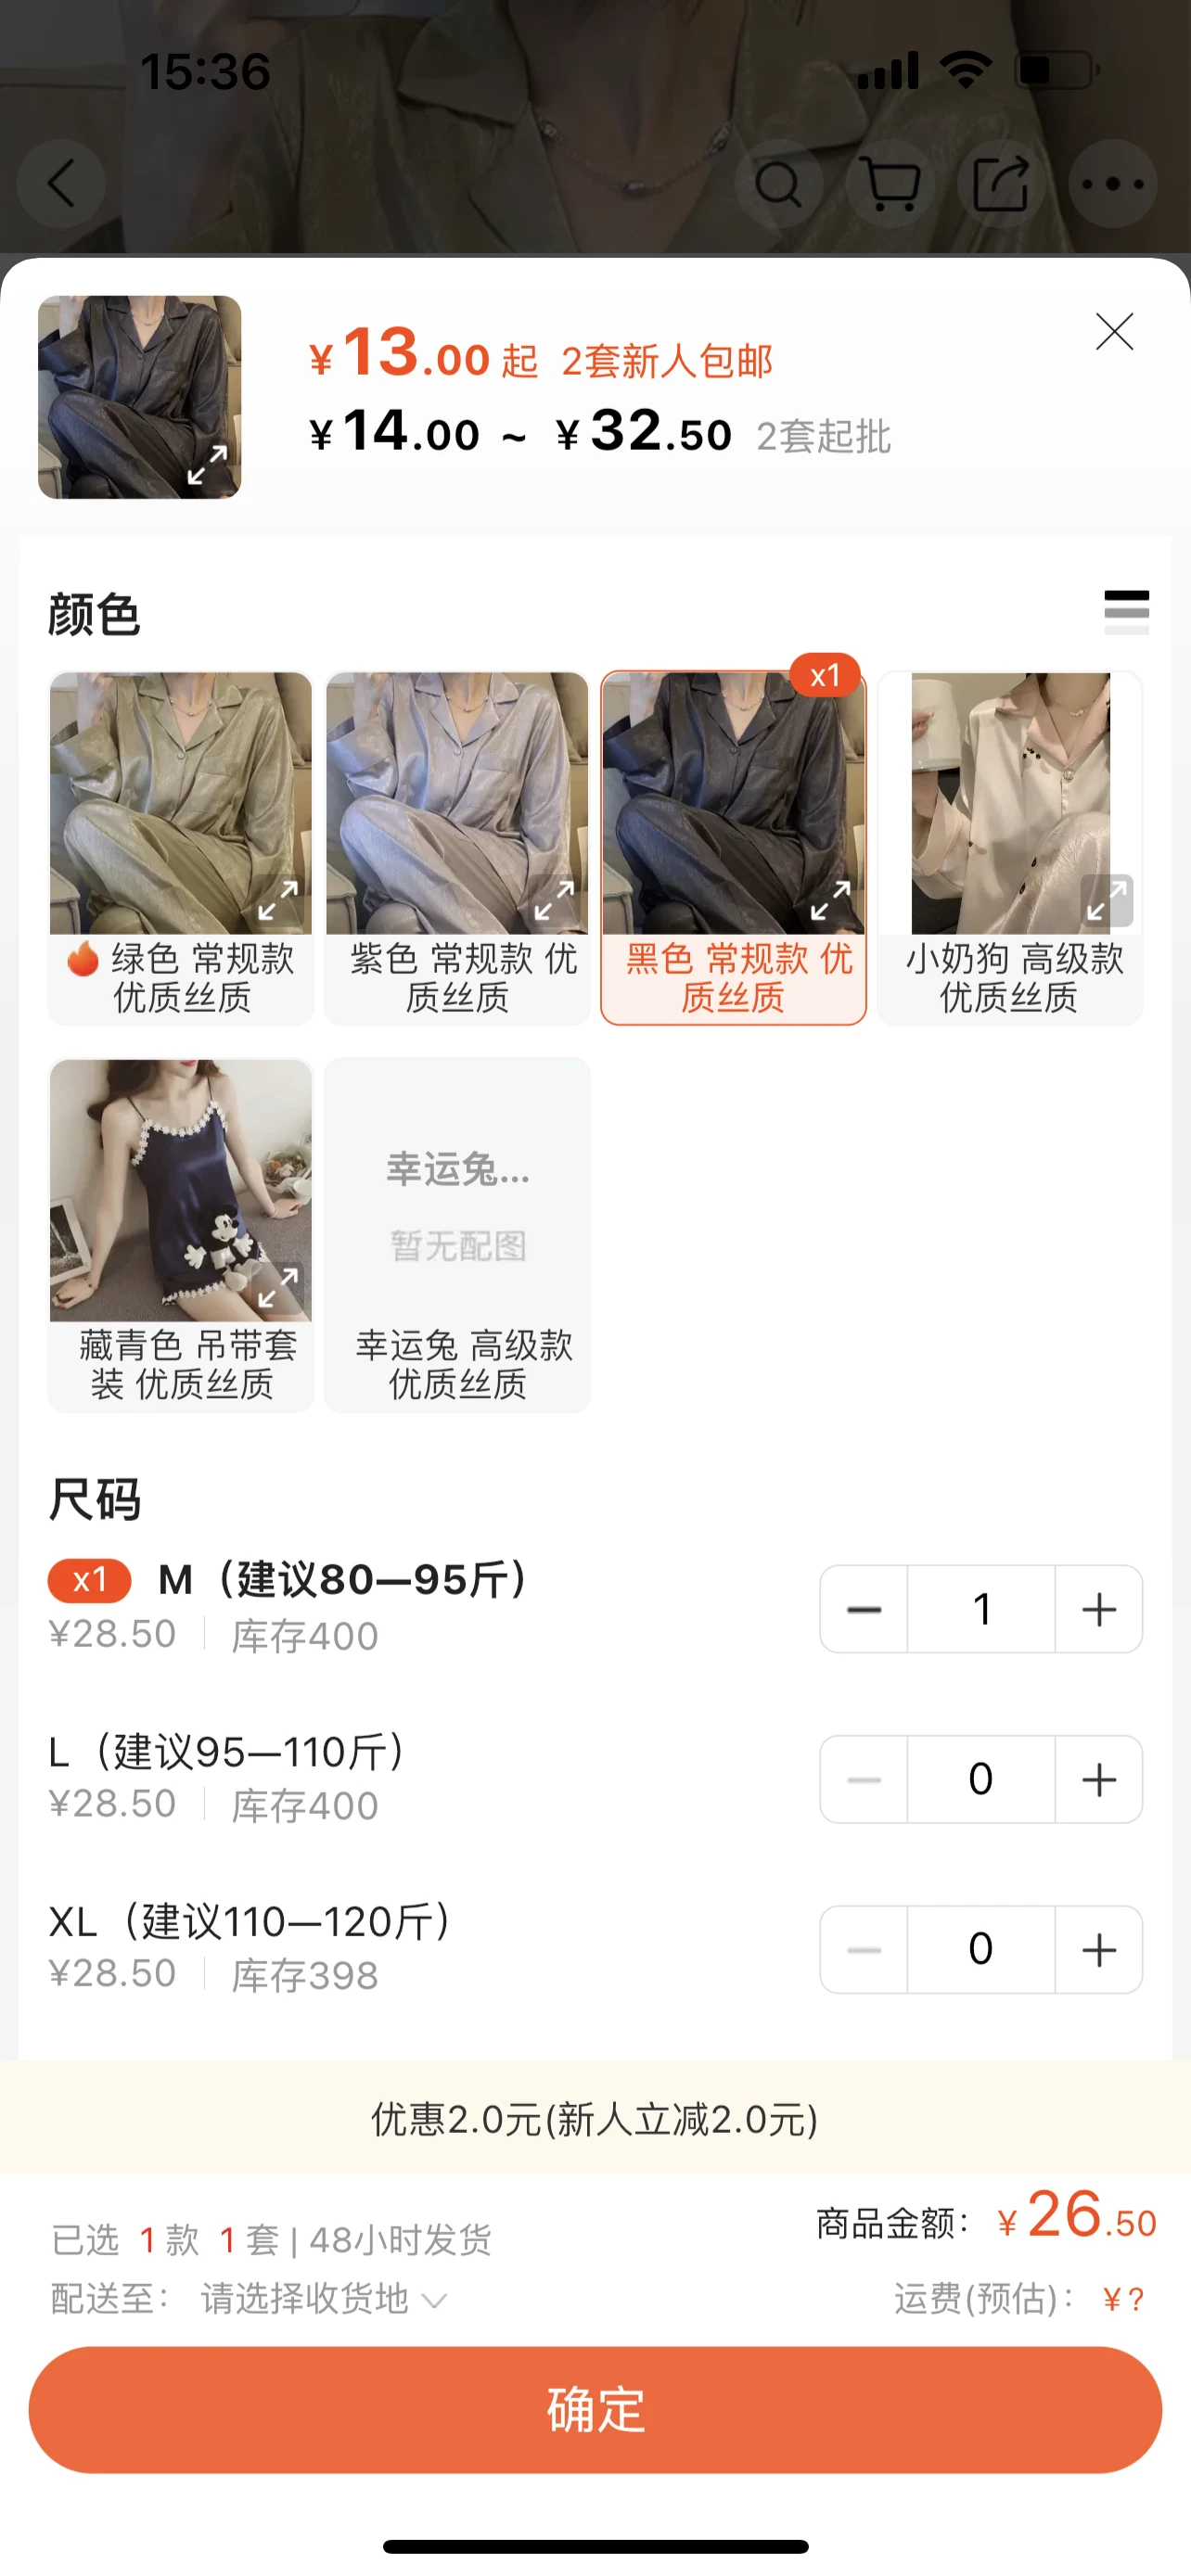 15:36
¥13.00起 2套新人包邮
¥14.00 ~ ¥32.50 2套起批
颜色
x1
绿色 常规款
优质丝质
紫色 常规款 优
质丝质
黑色 常规款 优
质丝质
小奶狗 高级款
优质丝质
幸运兔...
暂无配图
藏青色 吊带套
装 优质丝质
幸运兔 高级款
优质丝质
尺码
x1 M（建议80—95斤）
¥28.50 库存400
1
L（建议95—110斤）
¥28.50 库存400
0
XL（建议110—120斤）
¥28.50 库存398
0
优惠2.0元(新人立减2.0元)
已选 1 款 1 套 | 48小时发货
商品金额： ¥26.50
配送至： 请选择收货地
运费(预估)： ¥?
确定